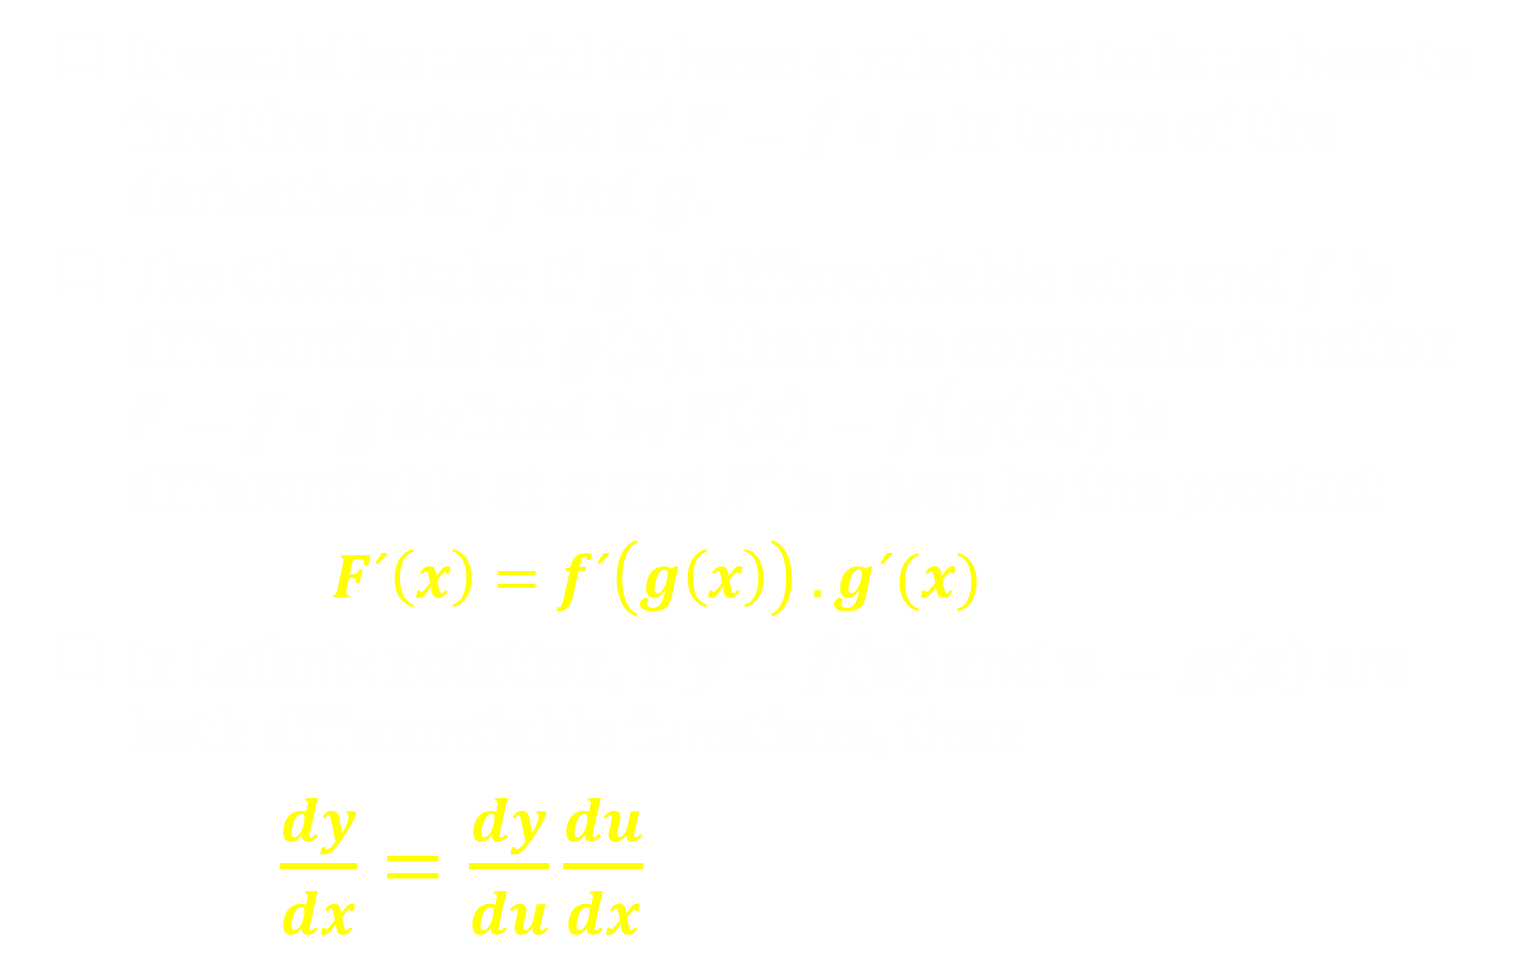 F´(x) = f´(g(x)) . g´(x)
dy/dx = dy/du du/dx